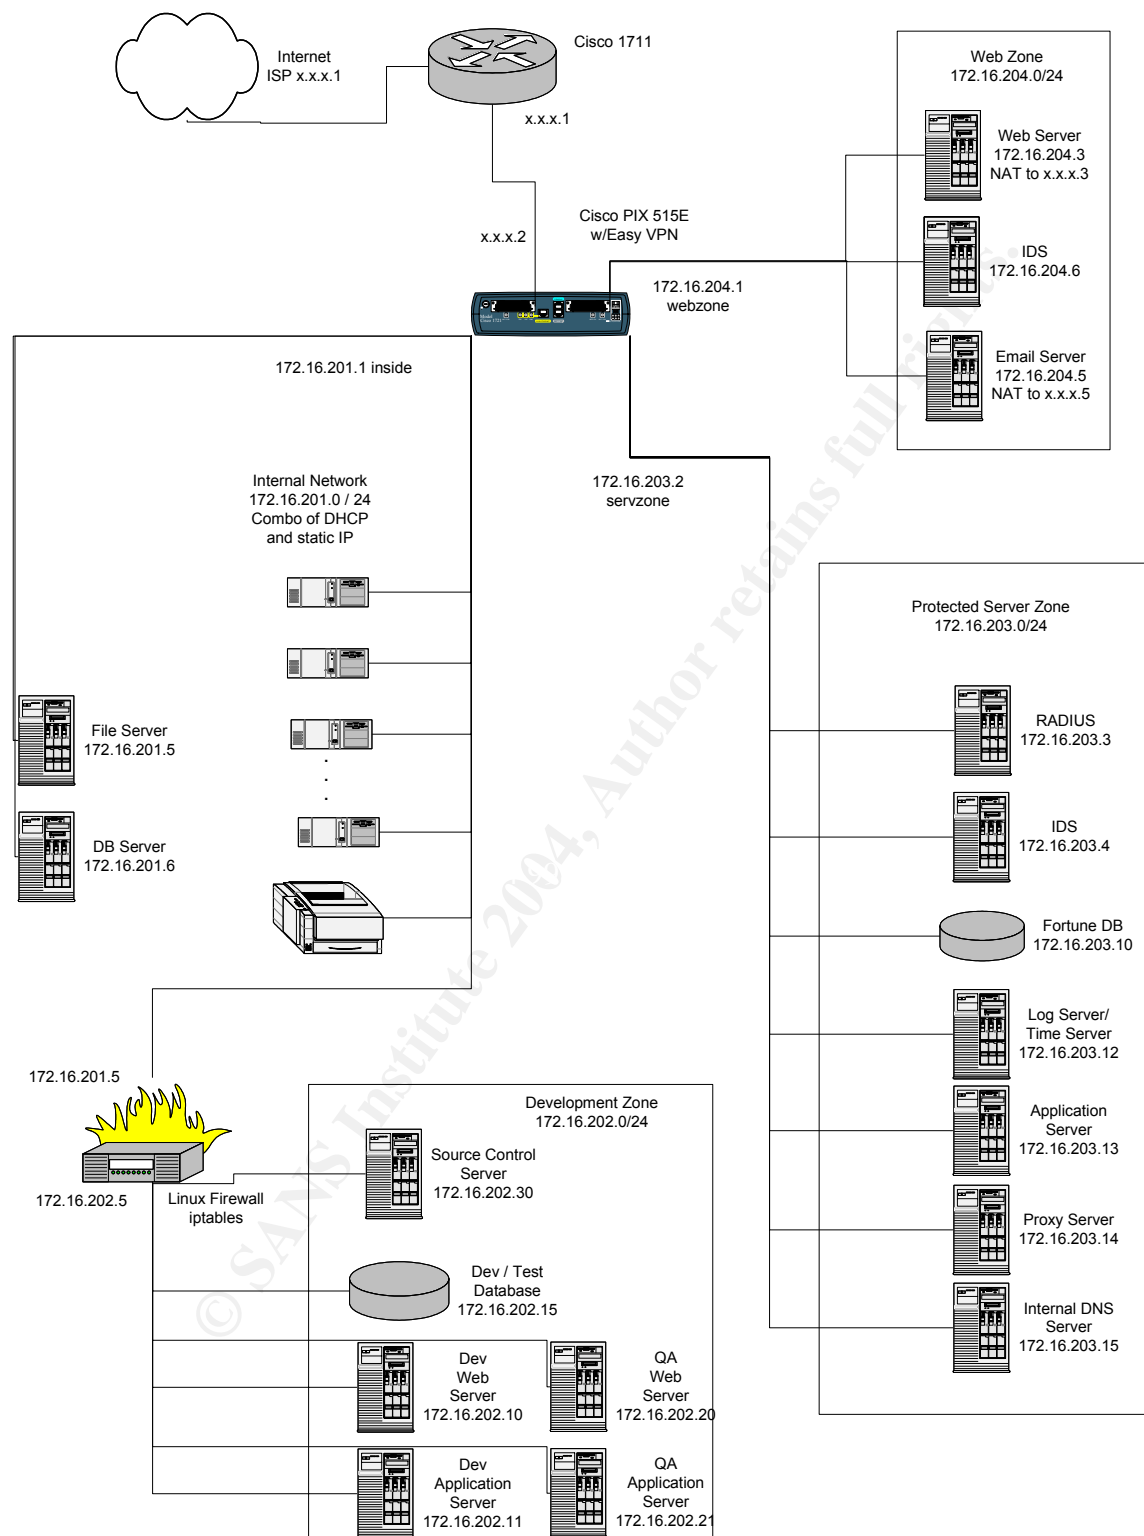 Internet
ISP x.x.x.1
Cisco 1711
x.x.x.1
x.x.x.2
Cisco PIX 515E
w/Easy VPN
172.16.204.1
webzone
Web Zone
172.16.204.0/24
Web Server
172.16.204.3
NAT to x.x.x.3
IDS
172.16.204.6
Email Server
172.16.204.5
NAT to x.x.x.5
172.16.201.1 inside
172.16.203.2
servzone
Internal Network
172.16.201.0 / 24
Combo of DHCP
and static IP
.
.
.
File Server
172.16.201.5
DB Server
172.16.201.6
Protected Server Zone
172.16.203.0/24
RADIUS
172.16.203.3
IDS
172.16.203.4
Fortune DB
172.16.203.10
Log Server/
Time Server
172.16.203.12
Application
Server
172.16.203.13
Proxy Server
172.16.203.14
Internal DNS
Server
172.16.203.15
172.16.201.5
172.16.202.5
Linux Firewall
iptables
Development Zone
172.16.202.0/24
Source Control
Server
172.16.202.30
Dev / Test
Database
172.16.202.15
Dev
Web
Server
172.16.202.10
QA
Web
Server
172.16.202.20
Dev
Application
Server
172.16.202.11
QA
Application
Server
172.16.202.21
© SANS Institute 2004, Author retains full rights.